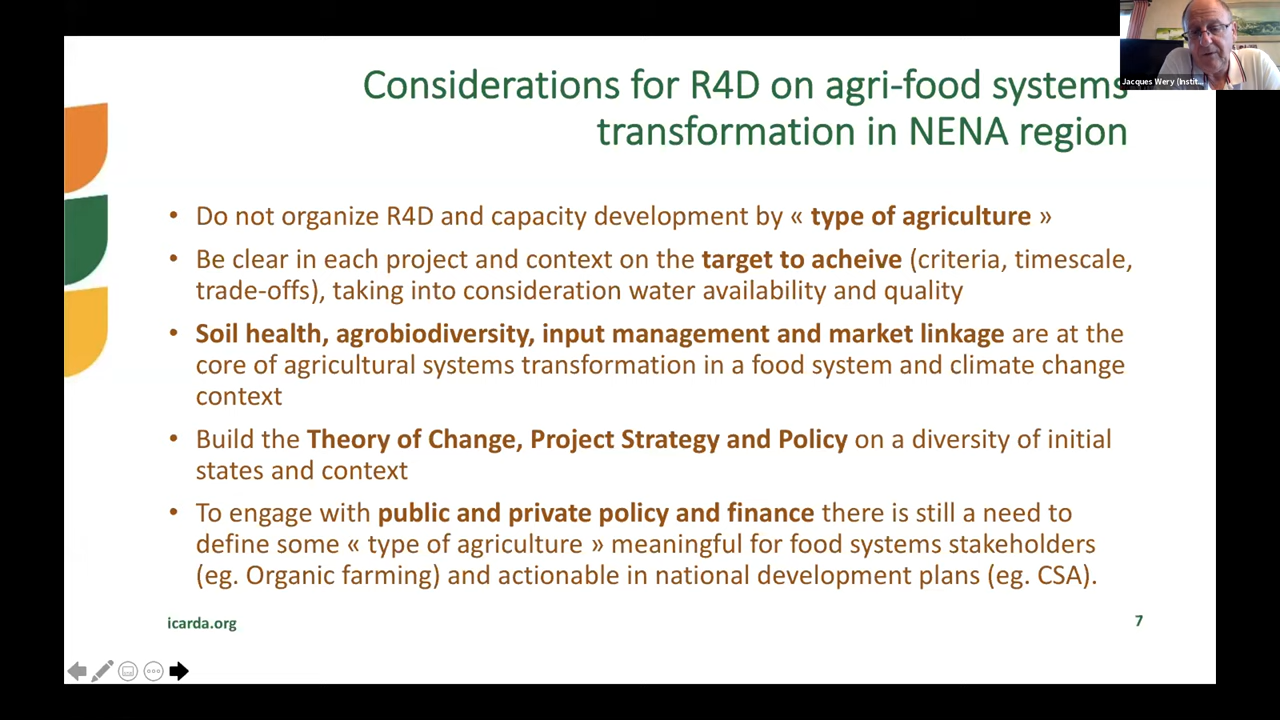 Jacques Wery (Instit...
Considerations for R4D on agri-food systems
transformation in NENA region
• Do not organize R4D and capacity development by « type of agriculture »
• Be clear in each project and context on the target to acheive (criteria, timescale,
trade-offs), taking into consideration water availability and quality
• Soil health, agrobiodiversity, input management and market linkage are at the
core of agricultural systems transformation in a food system and climate change
context
• Build the Theory of Change, Project Strategy and Policy on a diversity of initial
states and context
• To engage with public and private policy and finance there is still a need to
define some « type of agriculture » meaningful for food systems stakeholders
(eg. Organic farming) and actionable in national development plans (eg. CSA).
icarda.org
7